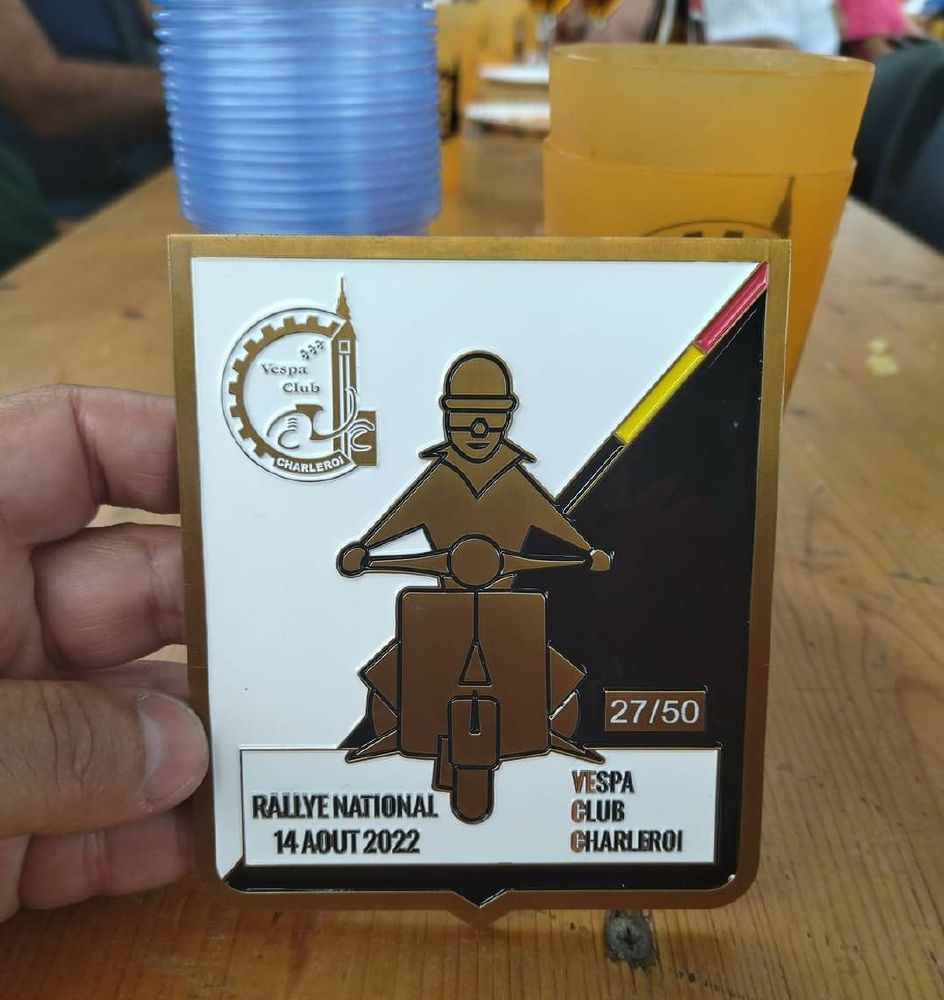 Vespa
Club
CHARLEROI
27/50
RALLYE NATIONAL
14 AOUT 2022
VESPA
CLUB
CHARLEROI